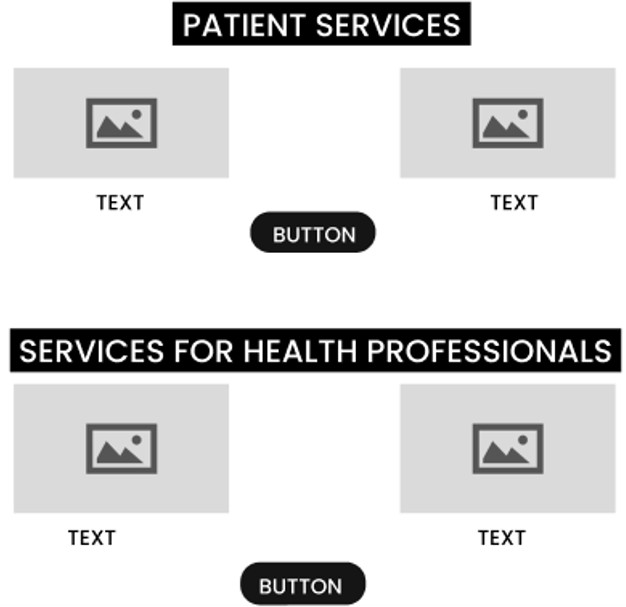 PATIENT SERVICES
TEXT TEXT
BUTTON
SERVICES FOR HEALTH PROFESSIONALS
TEXT TEXT
BUTTON